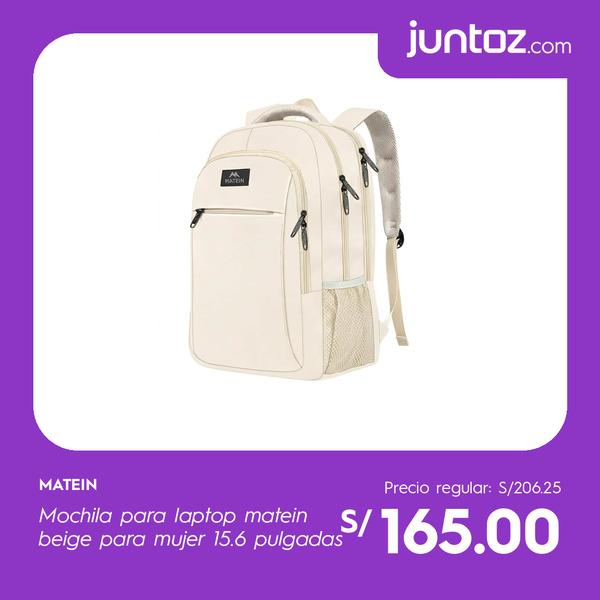 juntoz.com
MATEIN
MATEIN
Mochila para laptop matein
beige para mujer 15.6 pulgadas
Precio regular: S/206.25
S/165.00